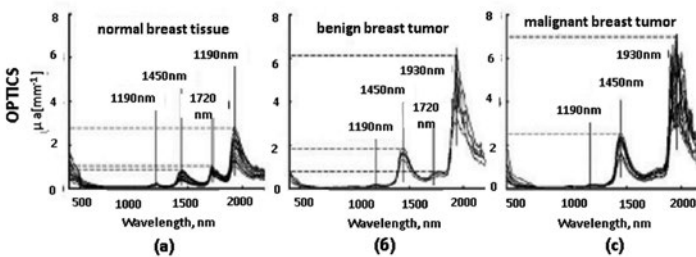 OPTICS
μa[mm⁻¹]
normal breast tissue
8
6
4
2
0
1190nm
1450nm
1190nm
1720
nm
500 1000 1500 2000
Wavelength, nm
(a)
benign breast tumor
8
6
4
2
0
1930nm
1450nm
1720
nm
1190nm
500 1000 1500 2000
Wavelength, nm
(б)
malignant breast tumor
8
6
4
2
0
1930nm
1450nm
1190nm
500 1000 1500 2000
Wavelength, nm
(c)